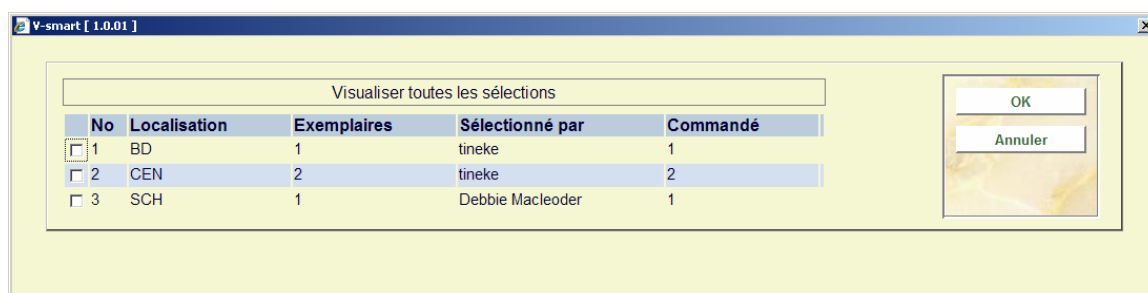 V-smart [ 1.0.01 ]
Visualiser toutes les sélections
No Localisation Exemplaires Sélectionné par Commandé
1 BD 1 tineke 1
2 CEN 2 tineke 2
3 SCH 1 Debbie Macleoder 1
OK
Annuler